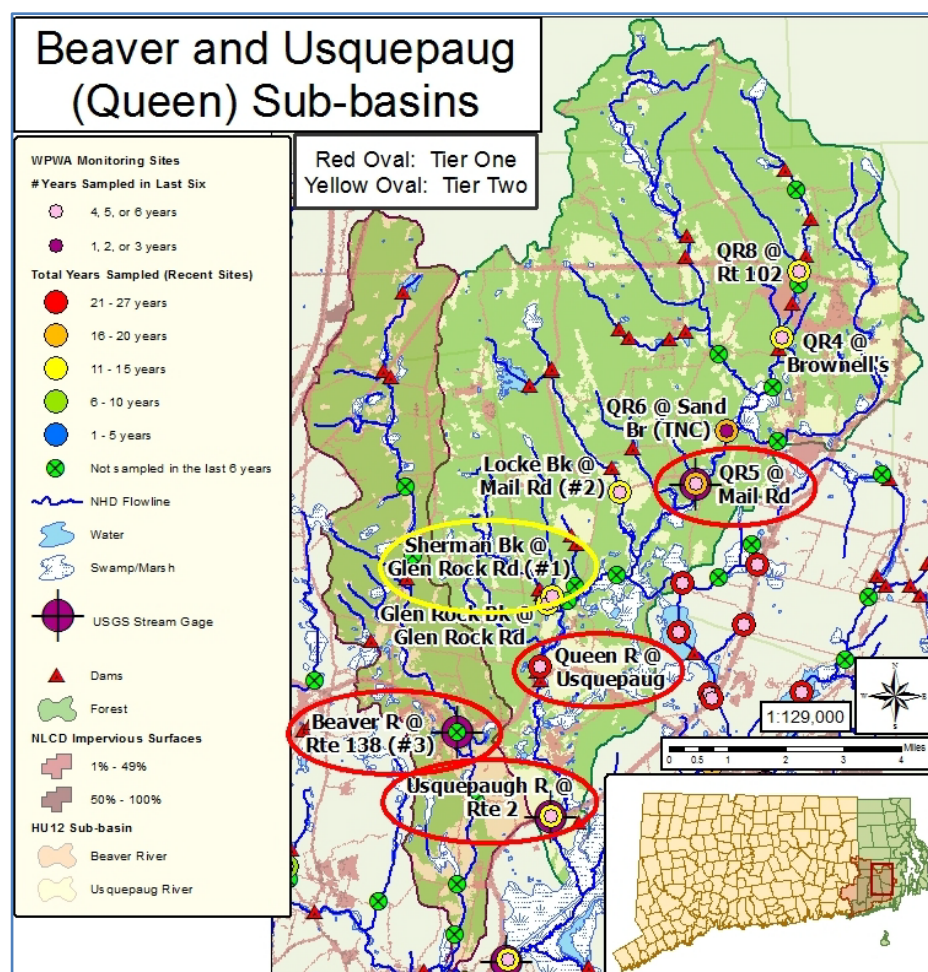 Beaver and Usquepaug
(Queen) Sub-basins
Red Oval: Tier One
Yellow Oval: Tier Two
WPWA Monitoring Sites
# Years Sampled in Last Six
4, 5, or 6 years
1, 2, or 3 years
Total Years Sampled (Recent Sites)
21 - 27 years
16 - 20 years
11 - 15 years
6 - 10 years
1 - 5 years
Not sampled in the last 6 years
NHD Flowline
Water
Swamp/Marsh
USGS Stream Gage
Dams
Forest
NLCD Impervious Surfaces
1% - 49%
50% - 100%
HU12 Sub-basin
Beaver River
Usquepaug River
QR8 @
Rt 102
QR4 @
Brownell's
QR6 @ Sand
Br (TNC)
Locke Bk @
Mail Rd (#2)
QR5 @
Mail Rd
Sherman Bk @
Glen Rock Rd (#1)
Glen Rock Bk @
Glen Rock Rd
Queen R @
Usquepaug
Beaver R @
Rte 138 (#3)
Usquepaugh R @
Rte 2
N
W
E
S
1:129,000
Miles
0 0.5 1 2 3 4